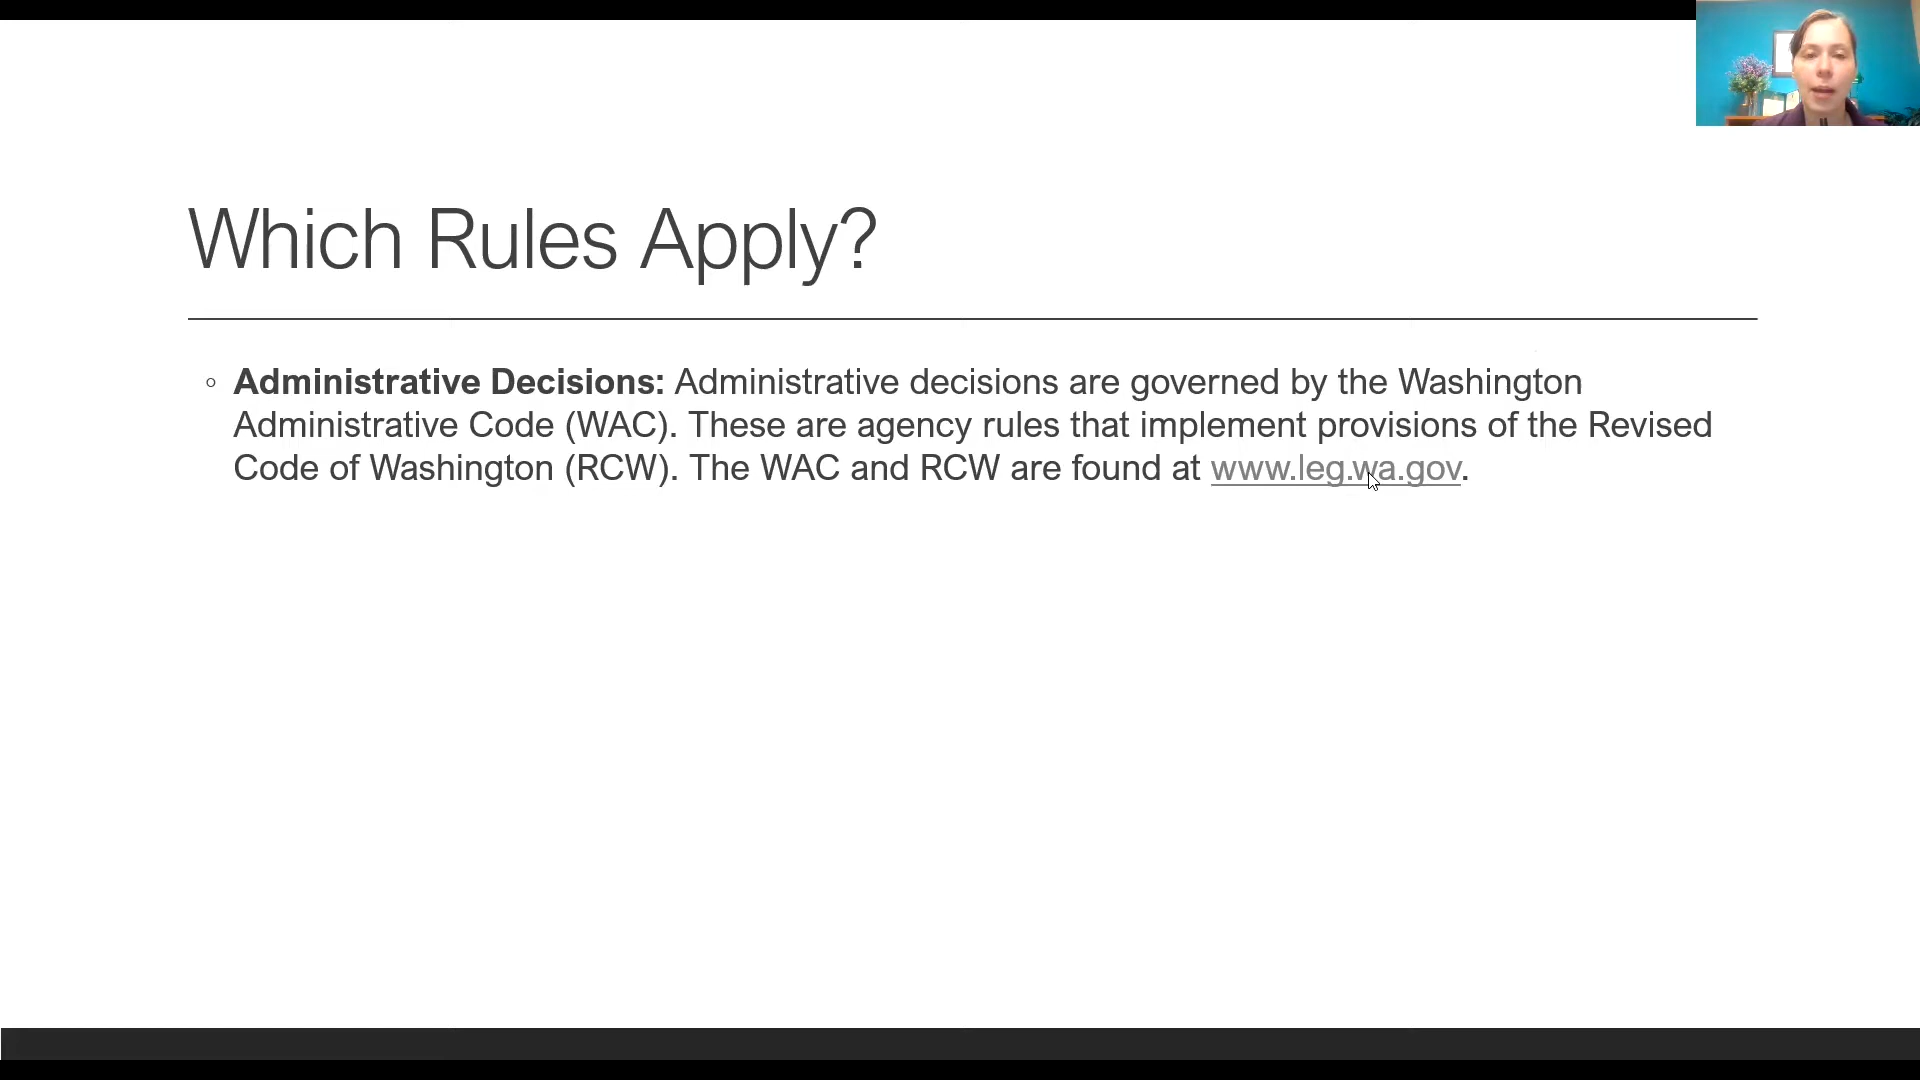 Which Rules Apply?
◦ Administrative Decisions: Administrative decisions are governed by the Washington
Administrative Code (WAC). These are agency rules that implement provisions of the Revised
Code of Washington (RCW). The WAC and RCW are found at www.leg.wa.gov.